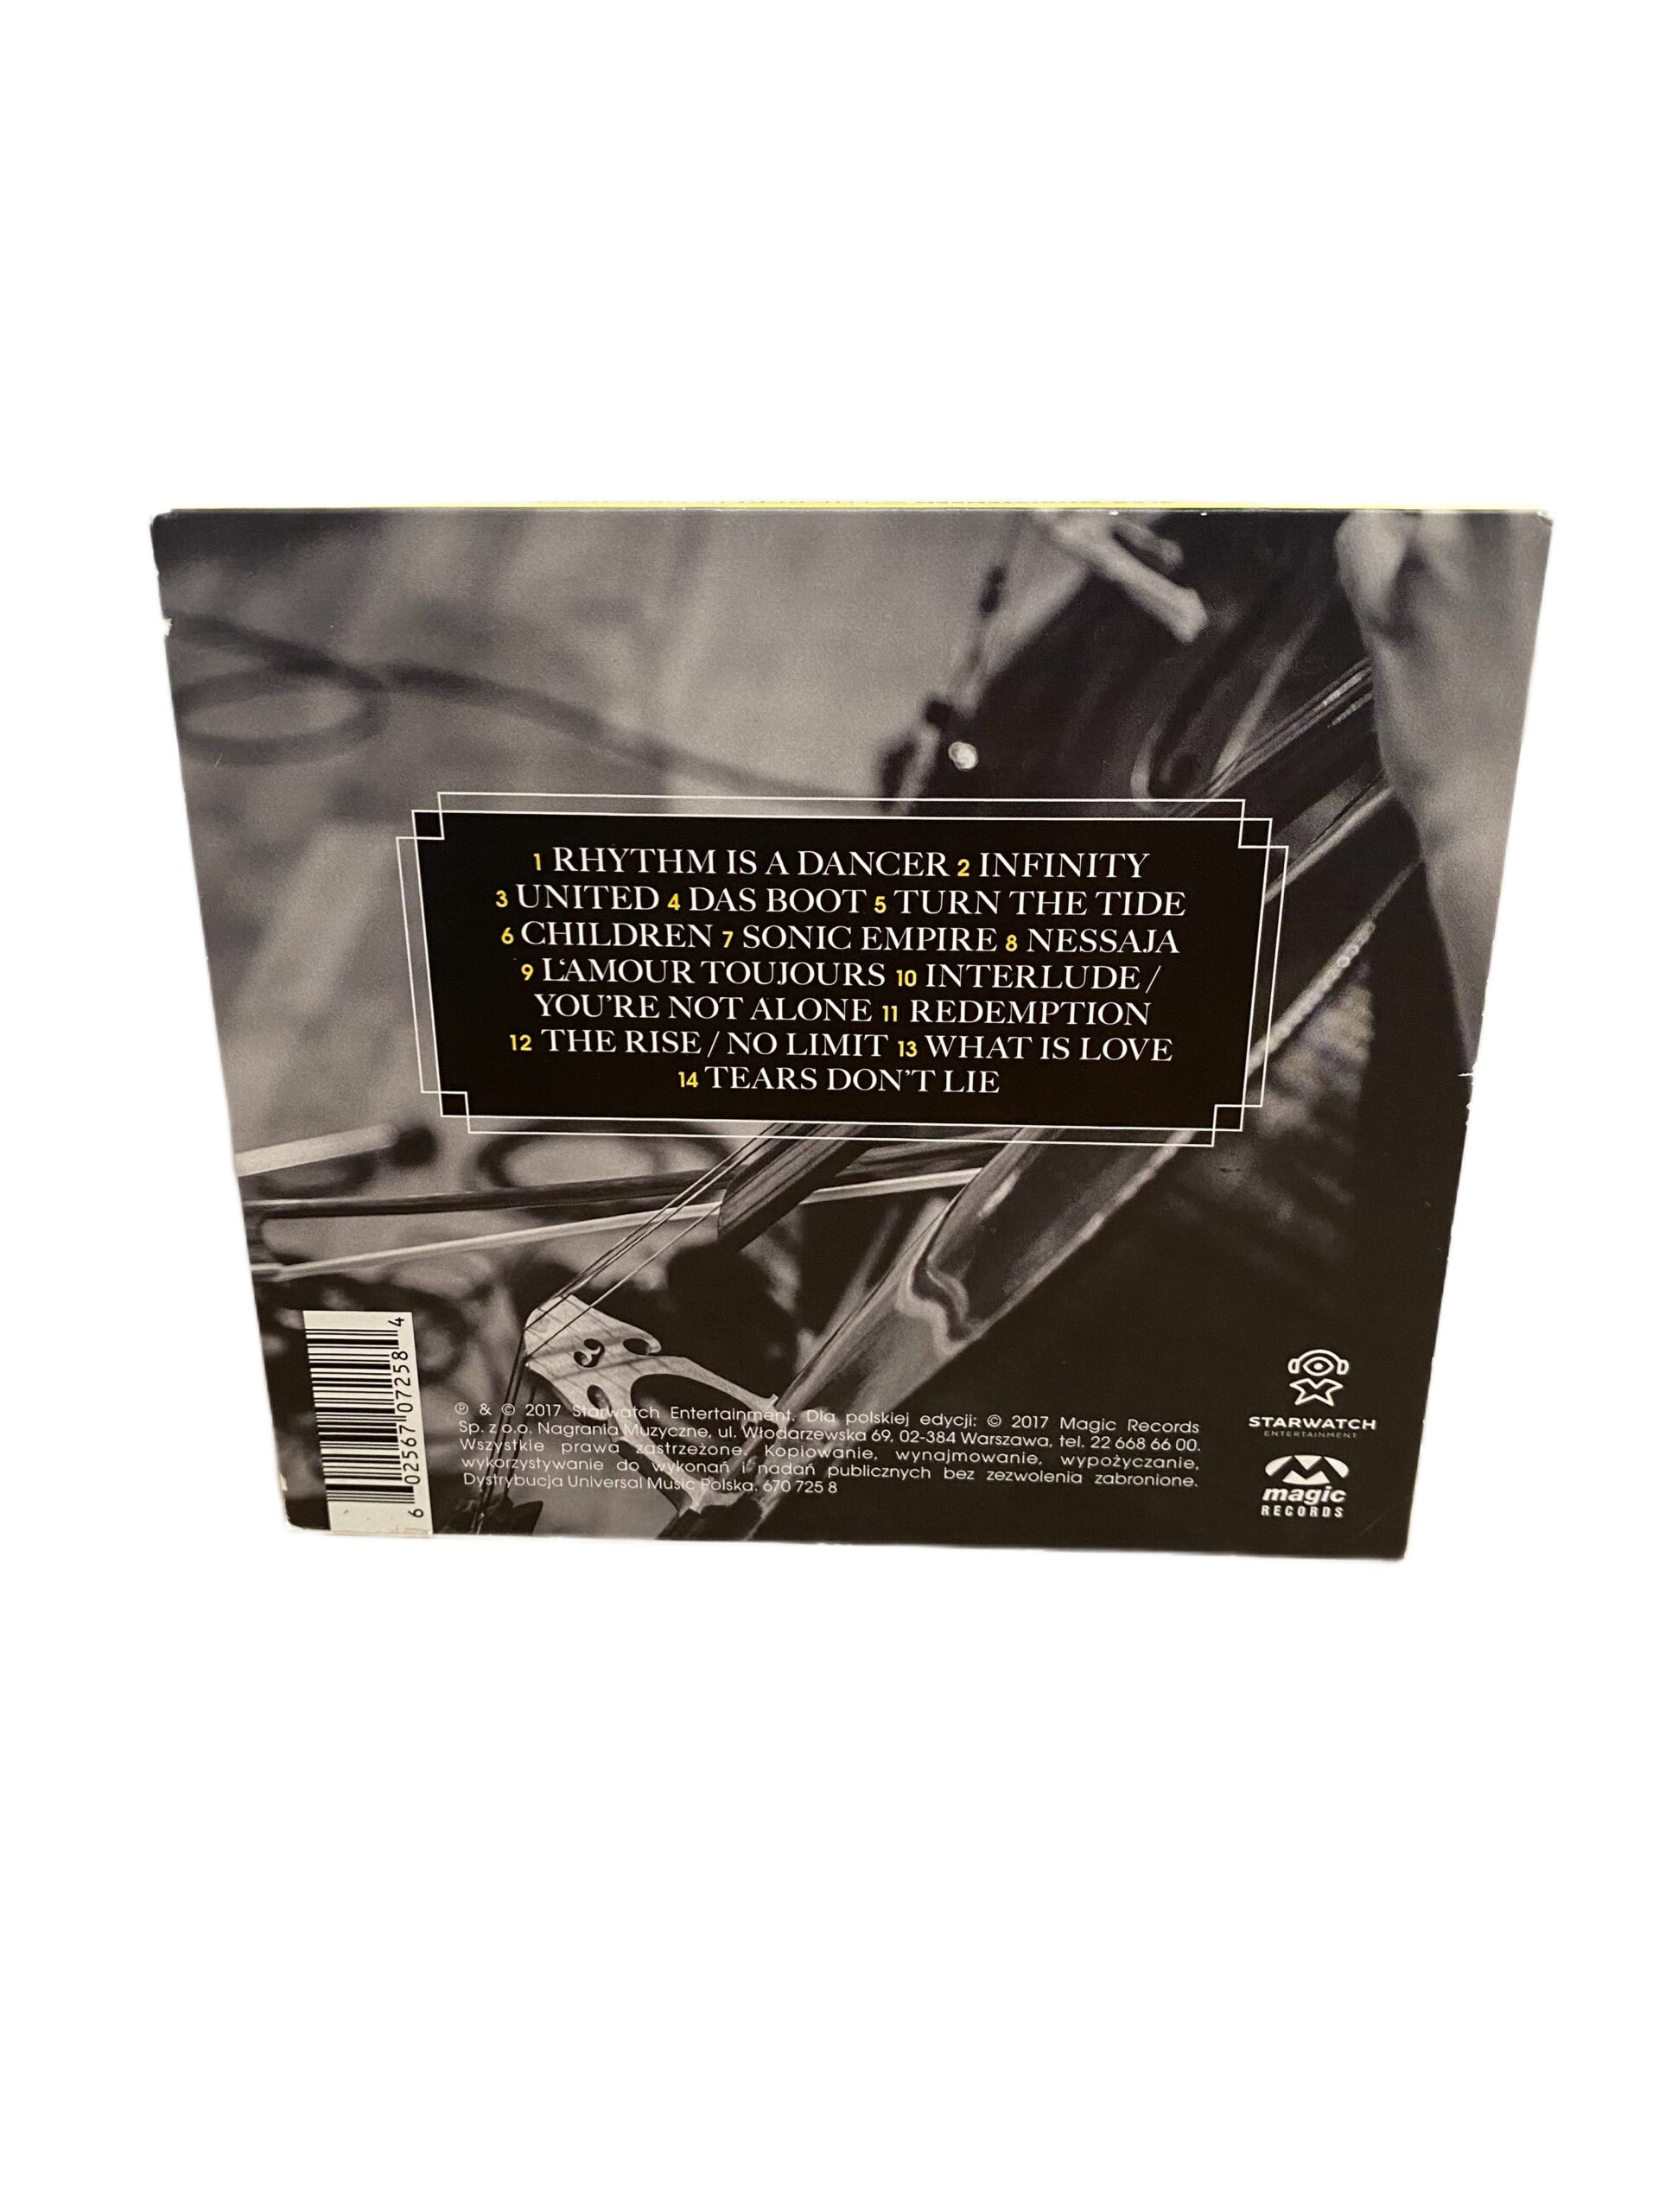 1 RHYTHM IS A DANCER 2 INFINITY
3 UNITED 4 DAS BOOT 5 TURN THE TIDE
6 CHILDREN 7 SONIC EMPIRE 8 NESSAJA
9 L‘AMOUR TOUJOURS 10 INTERLUDE /
YOU’RE NOT ALONE 11 REDEMPTION
12 THE RISE / NO LIMIT 13 WHAT IS LOVE
14 TEARS DON’T LIE
6 02567 07258 4
℗ & © 2017 Starwatch Entertainment. Dla polskiej edycji: © 2017 Magic Records
Sp. z o.o. Nagrania Muzyczne, ul. Włodarzewska 69, 02-384 Warszawa, tel. 22 668 66 00.
Wszystkie prawa zastrzeżone. Kopiowanie, wynajmowanie, wypożyczanie,
wykorzystywanie do wykonań i nadań publicznych bez zezwolenia zabronione.
Dystrybucja Universal Music Polska. 670 725 8
STARWATCH
ENTERTAINMENT
magic
RECORDS